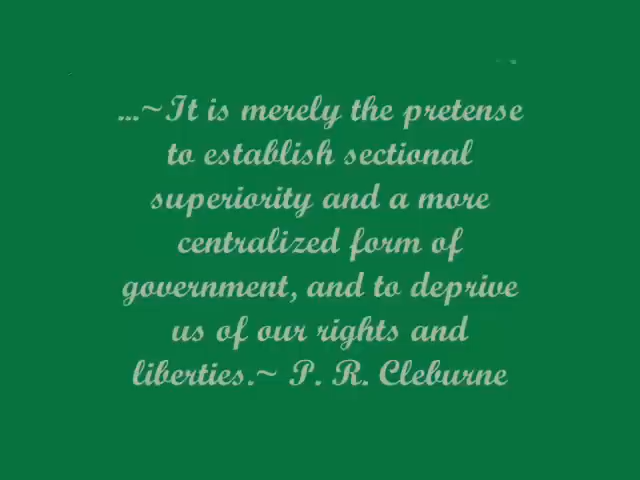 ...~It is merely the pretense
to establish sectional
superiority and a more
centralized form of
government, and to deprive
us of our rights and
liberties.~ P. R. Cleburne